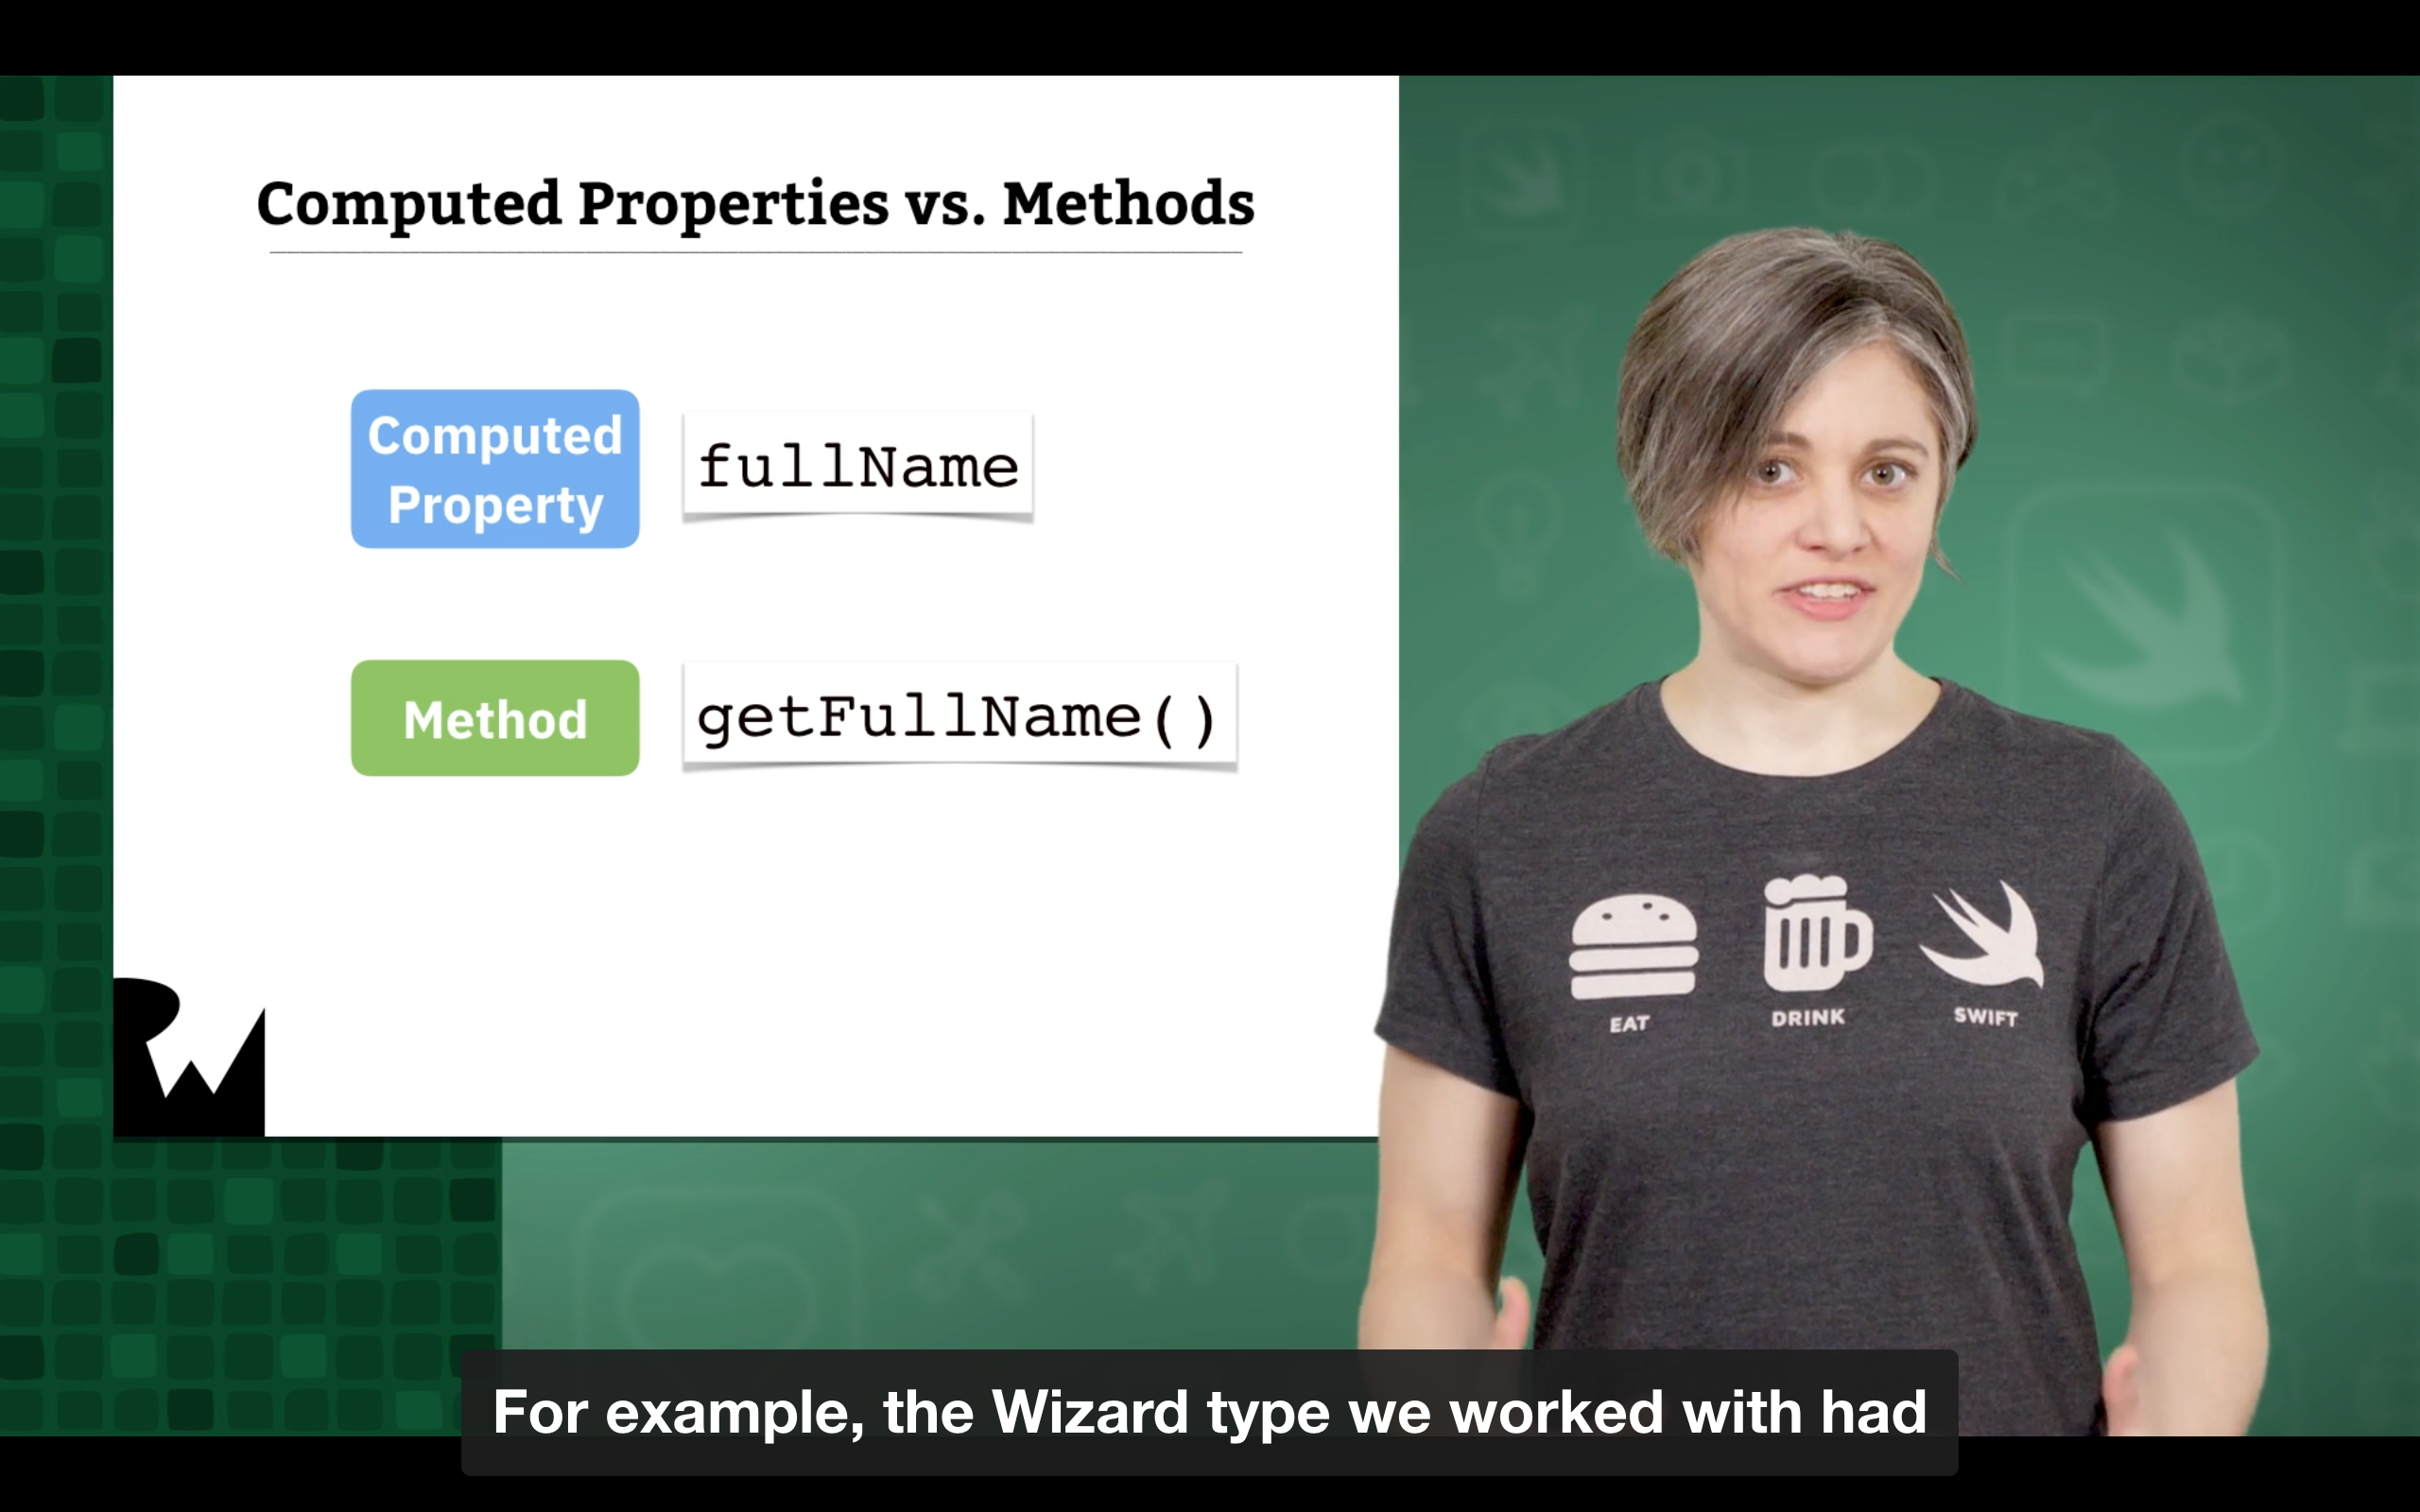 Computed Properties vs. Methods
Computed
Property
fullName
Method
getFullName()
RW
EAT
DRINK
SWIFT
For example, the Wizard type we worked with had